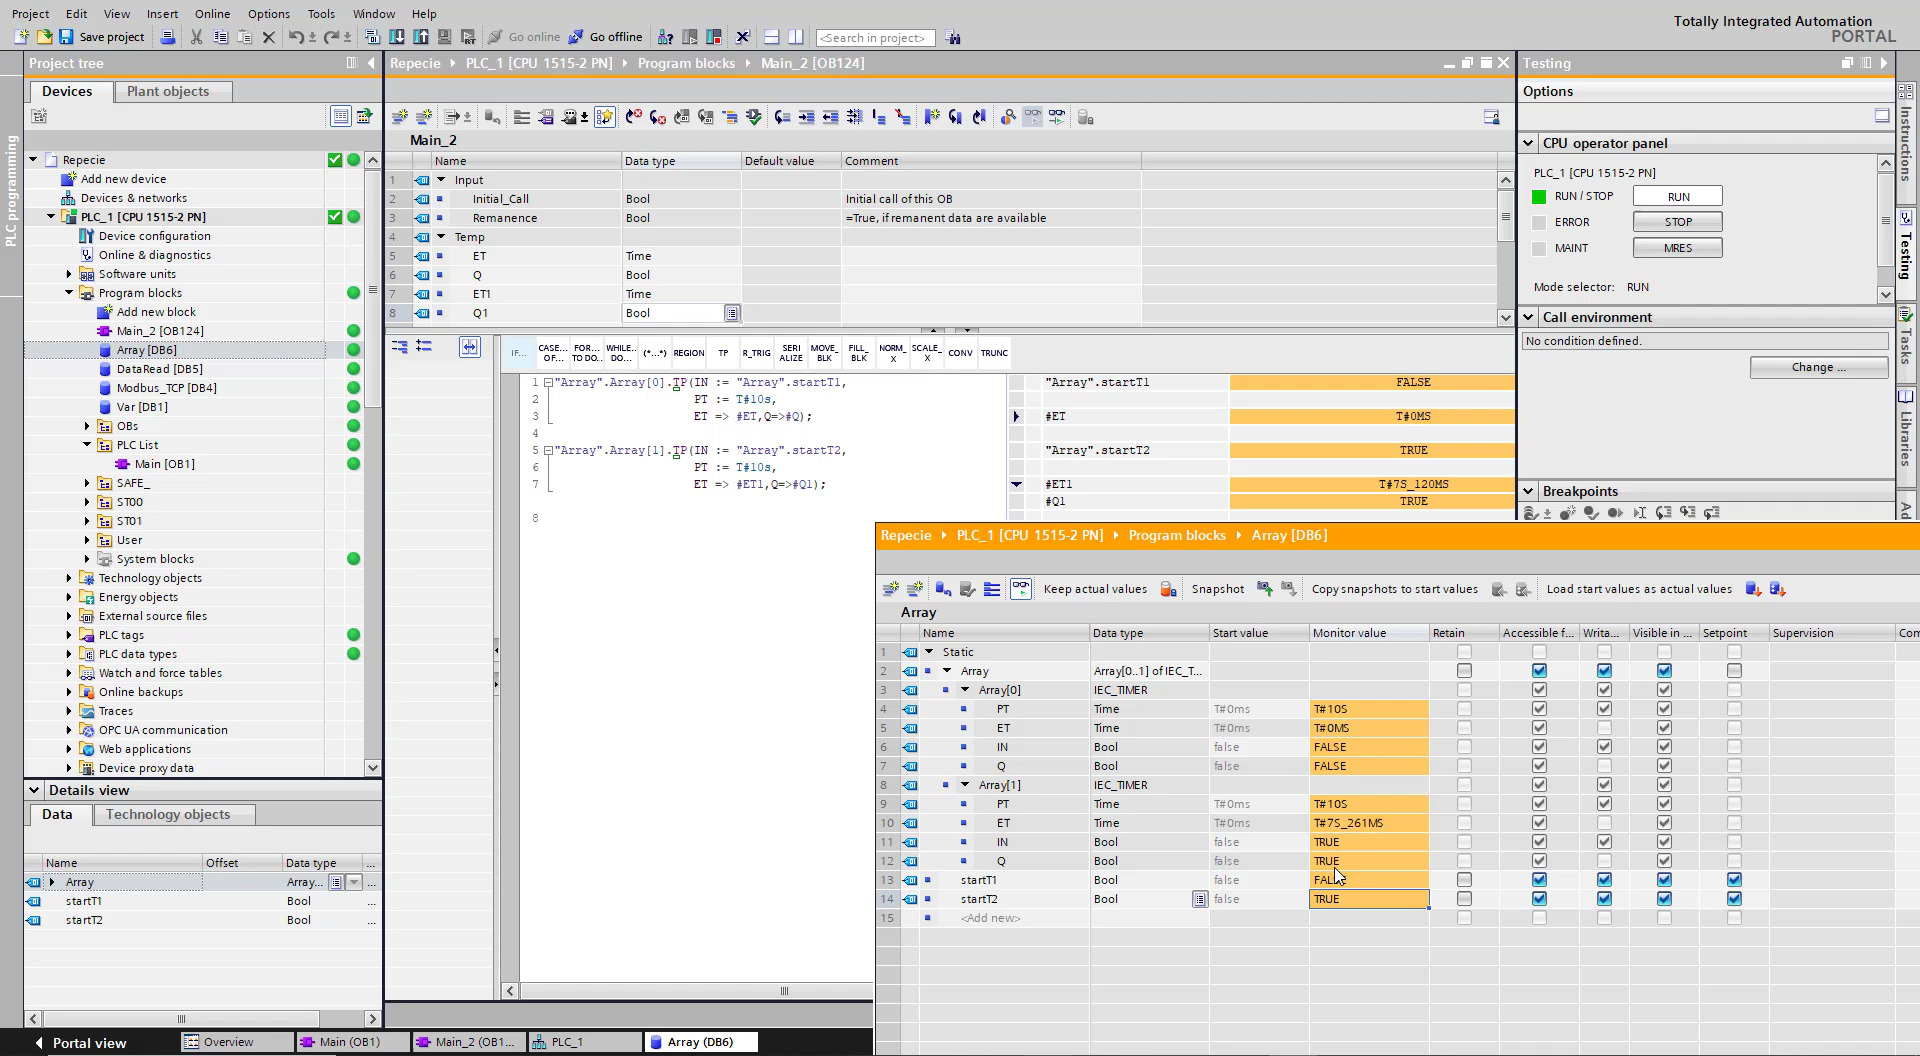 Project Edit View Insert Online Options Tools Window Help
Totally Integrated Automation
PORTAL
Save project Go online Go offline <Search in project>
Project tree
Devices Plant objects
PLC programming
Repecie
Add new device
Devices & networks
PLC_1 [CPU 1515-2 PN]
Device configuration
Online & diagnostics
Software units
Program blocks
Add new block
Main_2 [OB124]
Array [DB6]
DataRead [DB5]
Modbus_TCP [DB4]
Var [DB1]
OBs
PLC List
Main [OB1]
SAFE_
ST00
ST01
User
System blocks
Technology objects
Energy objects
External source files
PLC tags
PLC data types
Watch and force tables
Online backups
Traces
OPC UA communication
Web applications
Device proxy data
Details view
Data Technology objects
Name Offset Data type ...
Array Array... ...
startT1 Bool ...
startT2 Bool ...
Repecie PLC_1 [CPU 1515-2 PN] Program blocks Main_2 [OB124]
Main_2
Name Data type Default value Comment
1 Input
2 Initial_Call Bool Initial call of this OB
3 Remanence Bool =True, if remanent data are available
4 Temp
5 ET Time
6 Q Bool
7 ET1 Time
8 Q1 Bool
IF... CASE... OF... FOR... TO DO... WHILE... DO... (*...*) REGION TP R_TRIG SERI ALIZE MOVE_ BLK FILL_ BLK NORM_ X SCALE_ X CONV TRUNC
1 "Array".Array[0].TP(IN := "Array".startT1, "Array".startT1 FALSE
2 PT := T#10s,
3 ET => #ET,Q=>#Q); #ET T#0MS
4
5 "Array".Array[1].TP(IN := "Array".startT2, "Array".startT2 TRUE
6 PT := T#10s,
7 ET => #ET1,Q=>#Q1); #ET1 T#7S_120MS
#Q1 TRUE
8
Testing
Options
CPU operator panel
PLC_1 [CPU 1515-2 PN]
RUN / STOP RUN
ERROR STOP
MAINT MRES
Mode selector: RUN
Call environment
No condition defined.
Change ...
Breakpoints
Instructions
Testing
Tasks
Libraries
Ad
Repecie PLC_1 [CPU 1515-2 PN] Program blocks Array [DB6]
Keep actual values Snapshot Copy snapshots to start values Load start values as actual values
Array
Name Data type Start value Monitor value Retain Accessible f... Writa... Visible in ... Setpoint Supervision Con
1 Static
2 Array Array[0..1] of IEC_T...
3 Array[0] IEC_TIMER
4 PT Time T#0ms T#10S
5 ET Time T#0ms T#0MS
6 IN Bool false FALSE
7 Q Bool false FALSE
8 Array[1] IEC_TIMER
9 PT Time T#0ms T#10S
10 ET Time T#0ms T#7S_261MS
11 IN Bool false TRUE
12 Q Bool false TRUE
13 startT1 Bool false FALSE
14 startT2 Bool false TRUE
15 <Add new>
Portal view Overview Main (OB1) Main_2 (OB1... PLC_1 Array (DB6)